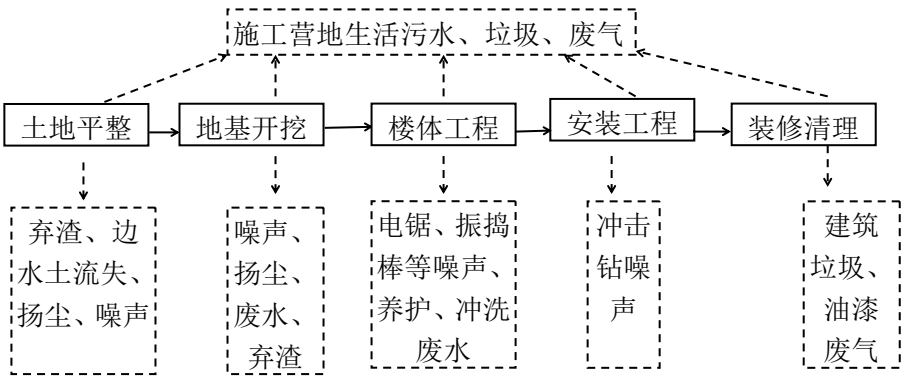 施工营地生活污水、垃圾、废气
土地平整
地基开挖
楼体工程
安装工程
装修清理
弃渣、边
水土流失、
扬尘、噪声
噪声、
扬尘、
废水、
弃渣
电锯、振捣
棒等噪声、
养护、冲洗
废水
冲击
钻噪
声
建筑
垃圾、
油漆
废气